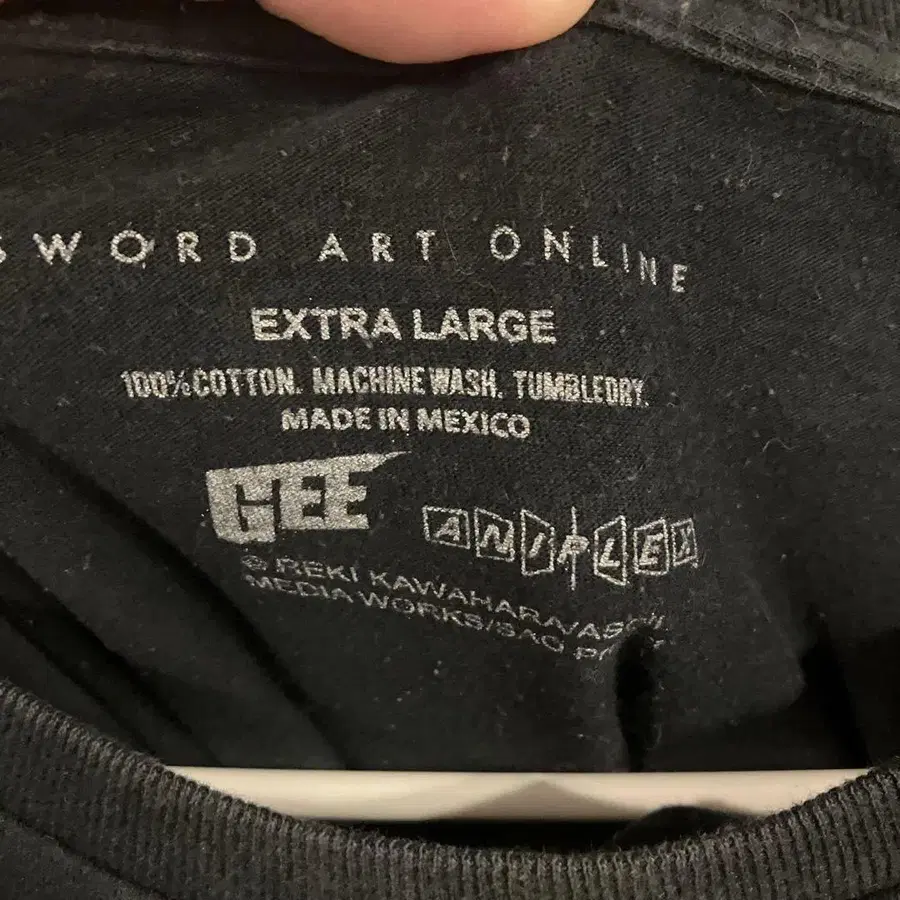 SWORD ART ONLINE
EXTRA LARGE
100% COTTON. MACHINE WASH. TUMBLE DRY.
MADE IN MEXICO
GEE
ANIPLEX
© REKI KAWAHARA/ASCII
MEDIA WORKS/SAO